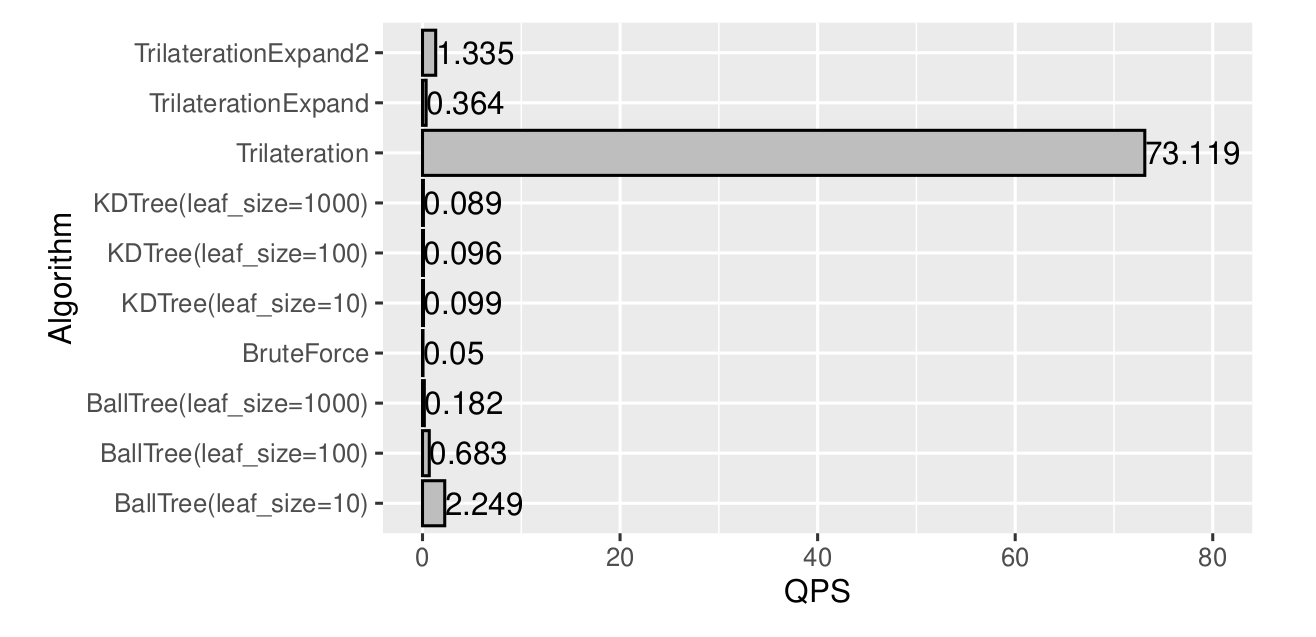 TrilaterationExpand2 1.335
TrilaterationExpand 0.364
Trilateration 73.119
KDTree(leaf_size=1000) 0.089
KDTree(leaf_size=100) 0.096
KDTree(leaf_size=10) 0.099
BruteForce 0.05
BallTree(leaf_size=1000) 0.182
BallTree(leaf_size=100) 0.683
BallTree(leaf_size=10) 2.249
Algorithm
0 20 40 60 80
QPS